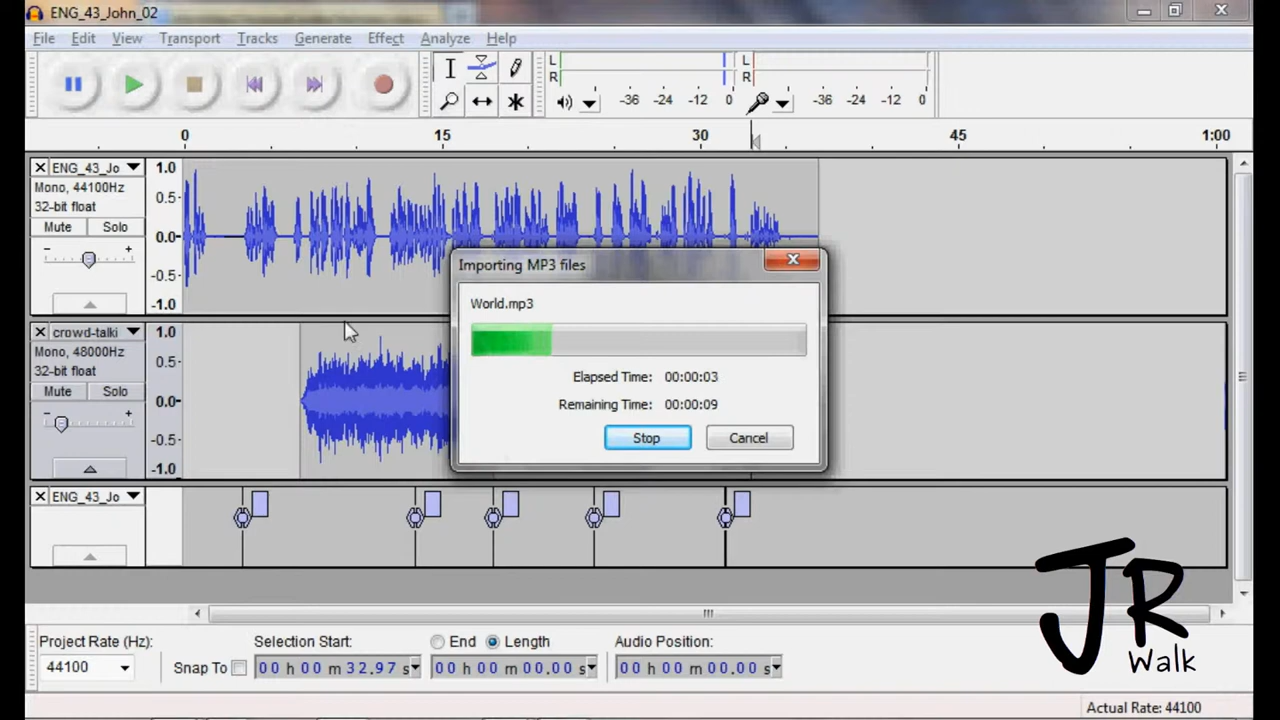 ENG_43_John_02
File Edit View Transport Tracks Generate Effect Analyze Help
L
R
-36 -24 -12 0
L
R
-36 -24 -12 0
0 15 30 45 1:00
ENG_43_Jo
Mono, 44100Hz
32-bit float
Mute Solo
- +
1.0
0.5
0.0
-0.5
-1.0
crowd-talki
Mono, 48000Hz
32-bit float
Mute Solo
- +
1.0
0.5
0.0
-0.5
-1.0
ENG_43_Jo
Importing MP3 files
World.mp3
Elapsed Time: 00:00:03
Remaining Time: 00:00:09
Stop Cancel
JR
Walk
Project Rate (Hz): Selection Start: End Length Audio Position:
44100 Snap To 00 h 00 m 32.97 s 00 h 00 m 00.00 s 00 h 00 m 00.00 s
Actual Rate: 44100